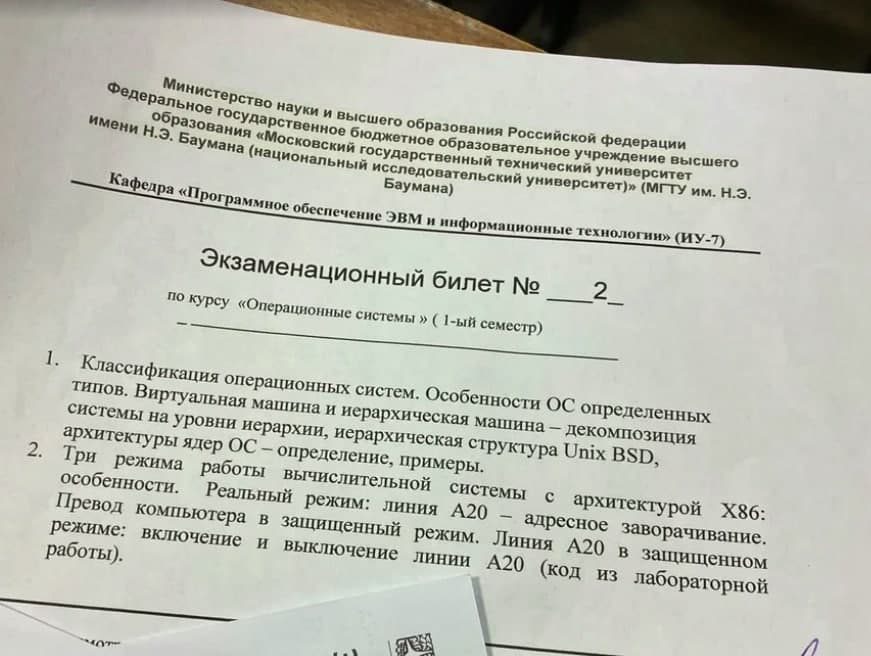 Министерство науки и высшего образования Российской федерации
Федеральное государственное бюджетное образовательное учреждение высшего
образования «Московский государственный технический университет
имени Н.Э. Баумана (национальный исследовательский университет)» (МГТУ им. Н.Э.
Баумана)
Кафедра «Программное обеспечение ЭВМ и информационные технологии» (ИУ-7)
Экзаменационный билет № ___2_
по курсу «Операционные системы » ( 1-ый семестр)
1. Классификация операционных систем. Особенности ОС определенных
типов. Виртуальная машина и иерархическая машина – декомпозиция
системы на уровни иерархии, иерархическая структура Unix BSD,
архитектуры ядер ОС – определение, примеры.
2. Три режима работы вычислительной системы с архитектурой X86:
особенности. Реальный режим: линия A20 – адресное заворачивание.
Превод компьютера в защищенный режим. Линия A20 в защищенном
режиме: включение и выключение линии A20 (код из лабораторной
работы).